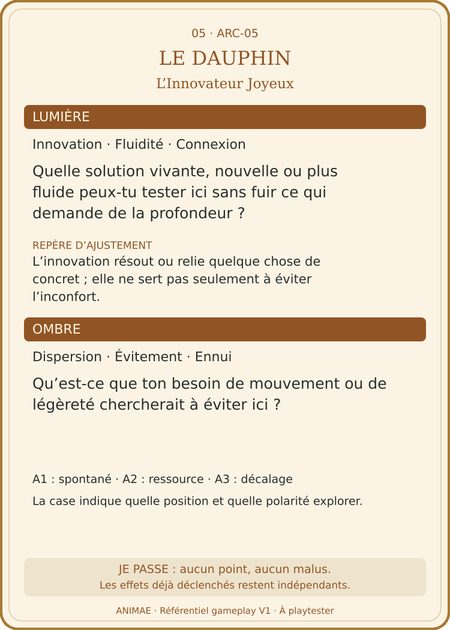 05 · ARC-05
LE DAUPHIN
L’Innovateur Joyeux
LUMIÈRE
Innovation · Fluidité · Connexion
Quelle solution vivante, nouvelle ou plus
fluide peux-tu tester ici sans fuir ce qui
demande de la profondeur ?
REPÈRE D’AJUSTEMENT
L’innovation résout ou relie quelque chose de
concret ; elle ne sert pas seulement à éviter
l’inconfort.
OMBRE
Dispersion · Évitement · Ennui
Qu’est-ce que ton besoin de mouvement ou de
légèreté chercherait à éviter ici ?
A1 : spontané · A2 : ressource · A3 : décalage
La case indique quelle position et quelle polarité explorer.
JE PASSE : aucun point, aucun malus.
Les effets déjà déclenchés restent indépendants.
ANIMAE · Référentiel gameplay V1 · À playtester